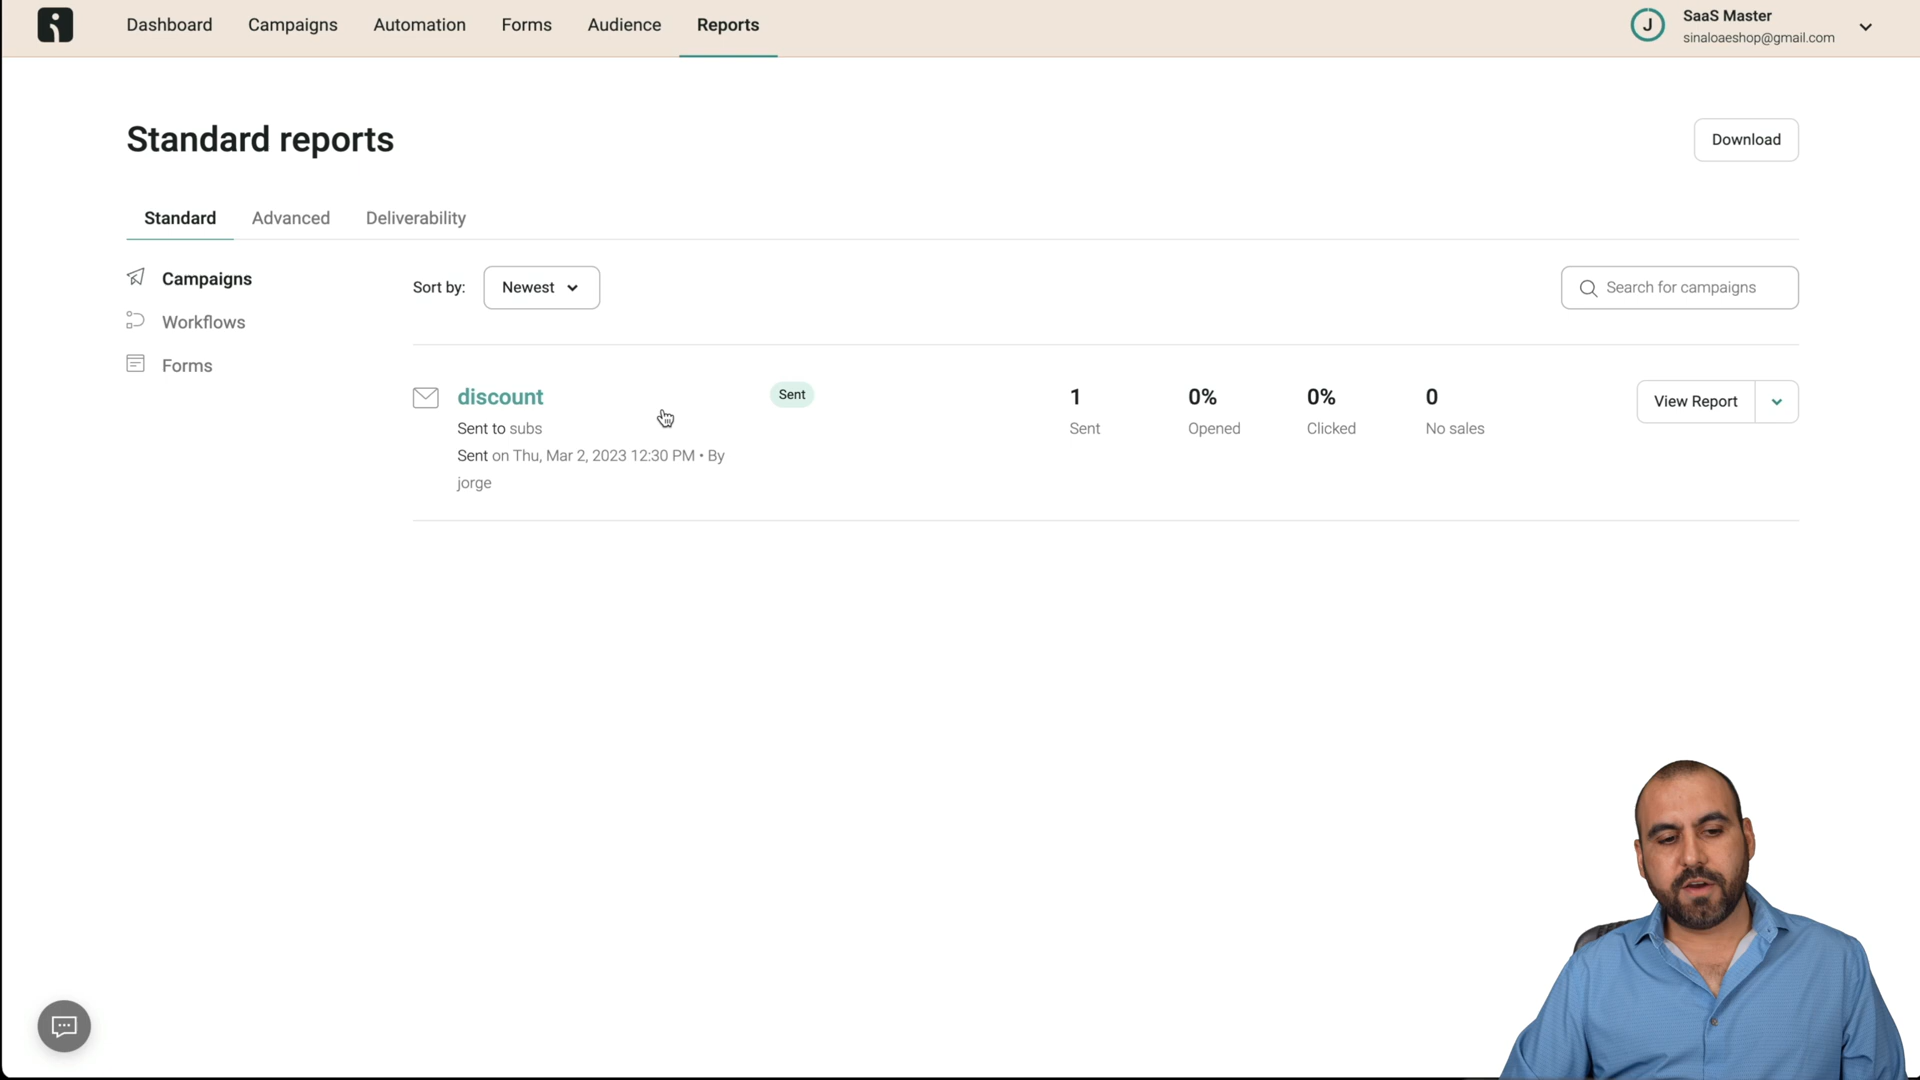 Dashboard Campaigns Automation Forms Audience Reports
J
SaaS Master
sinaloaeshop@gmail.com
Standard reports
Download
Standard Advanced Deliverability
Campaigns
Workflows
Forms
Sort by: Newest
Search for campaigns
discount
Sent
Sent to subs
Sent on Thu, Mar 2, 2023 12:30 PM • By
jorge
1
Sent
0%
Opened
0%
Clicked
0
No sales
View Report